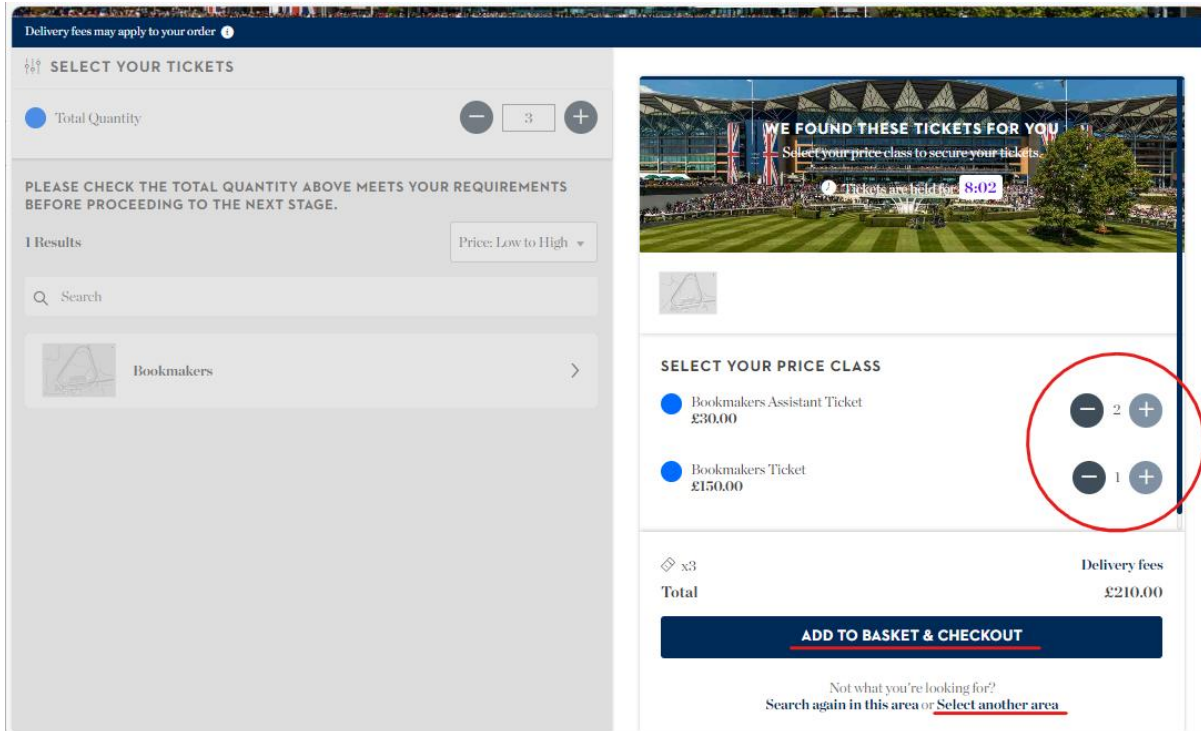 Delivery fees may apply to your order i
SELECT YOUR TICKETS
Total Quantity
3
PLEASE CHECK THE TOTAL QUANTITY ABOVE MEETS YOUR REQUIREMENTS
BEFORE PROCEEDING TO THE NEXT STAGE.
1 Results
Price: Low to High
Search
Bookmakers
WE FOUND THESE TICKETS FOR YOU
Select your price class to secure your tickets.
Tickets are held for 8:02
SELECT YOUR PRICE CLASS
Bookmakers Assistant Ticket
£30.00
2
Bookmakers Ticket
£150.00
1
x3
Delivery fees
Total
£210.00
ADD TO BASKET & CHECKOUT
Not what you're looking for?
Search again in this area or Select another area